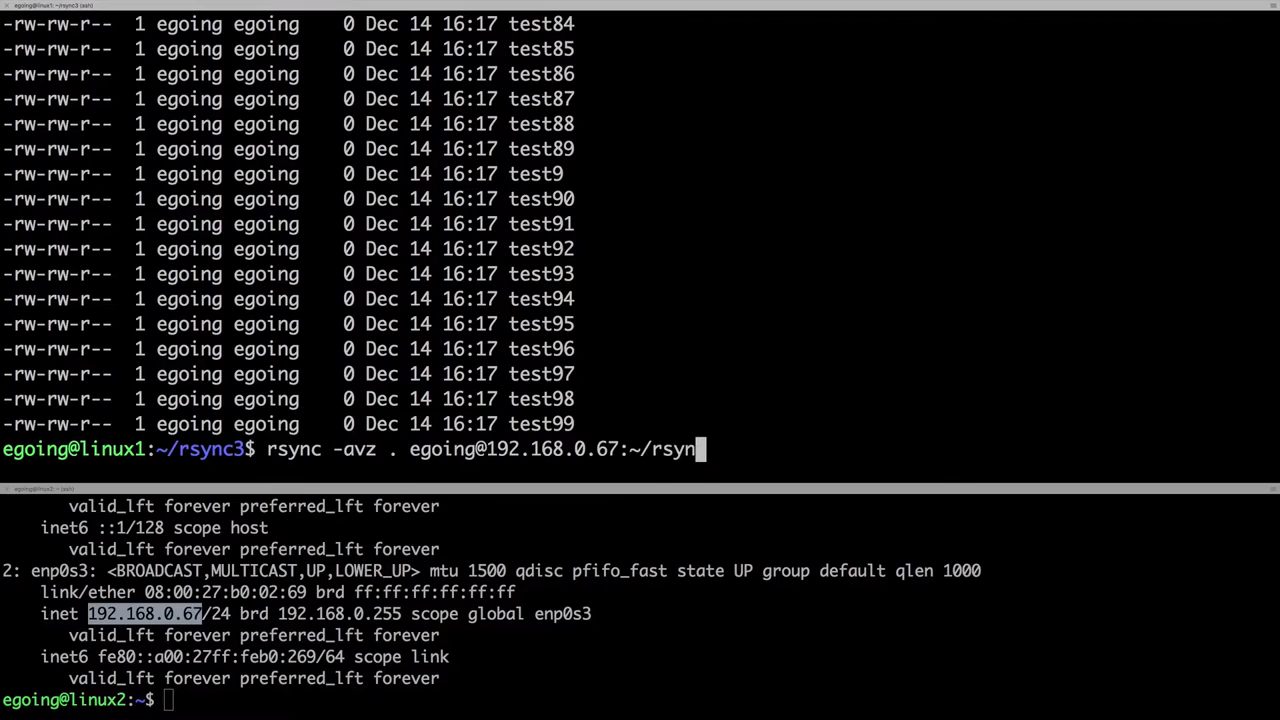 egoing@linux1: ~/rsync3 (ssh)
-rw-rw-r-- 1 egoing egoing 0 Dec 14 16:17 test84
-rw-rw-r-- 1 egoing egoing 0 Dec 14 16:17 test85
-rw-rw-r-- 1 egoing egoing 0 Dec 14 16:17 test86
-rw-rw-r-- 1 egoing egoing 0 Dec 14 16:17 test87
-rw-rw-r-- 1 egoing egoing 0 Dec 14 16:17 test88
-rw-rw-r-- 1 egoing egoing 0 Dec 14 16:17 test89
-rw-rw-r-- 1 egoing egoing 0 Dec 14 16:17 test9
-rw-rw-r-- 1 egoing egoing 0 Dec 14 16:17 test90
-rw-rw-r-- 1 egoing egoing 0 Dec 14 16:17 test91
-rw-rw-r-- 1 egoing egoing 0 Dec 14 16:17 test92
-rw-rw-r-- 1 egoing egoing 0 Dec 14 16:17 test93
-rw-rw-r-- 1 egoing egoing 0 Dec 14 16:17 test94
-rw-rw-r-- 1 egoing egoing 0 Dec 14 16:17 test95
-rw-rw-r-- 1 egoing egoing 0 Dec 14 16:17 test96
-rw-rw-r-- 1 egoing egoing 0 Dec 14 16:17 test97
-rw-rw-r-- 1 egoing egoing 0 Dec 14 16:17 test98
-rw-rw-r-- 1 egoing egoing 0 Dec 14 16:17 test99
egoing@linux1:~/rsync3$ rsync -avz . egoing@192.168.0.67:~/rsyn
egoing@linux2: ~ (ssh)
valid_lft forever preferred_lft forever
inet6 ::1/128 scope host
valid_lft forever preferred_lft forever
2: enp0s3: <BROADCAST,MULTICAST,UP,LOWER_UP> mtu 1500 qdisc pfifo_fast state UP group default qlen 1000
link/ether 08:00:27:b0:02:69 brd ff:ff:ff:ff:ff:ff
inet 192.168.0.67/24 brd 192.168.0.255 scope global enp0s3
valid_lft forever preferred_lft forever
inet6 fe80::a00:27ff:feb0:269/64 scope link
valid_lft forever preferred_lft forever
egoing@linux2:~$